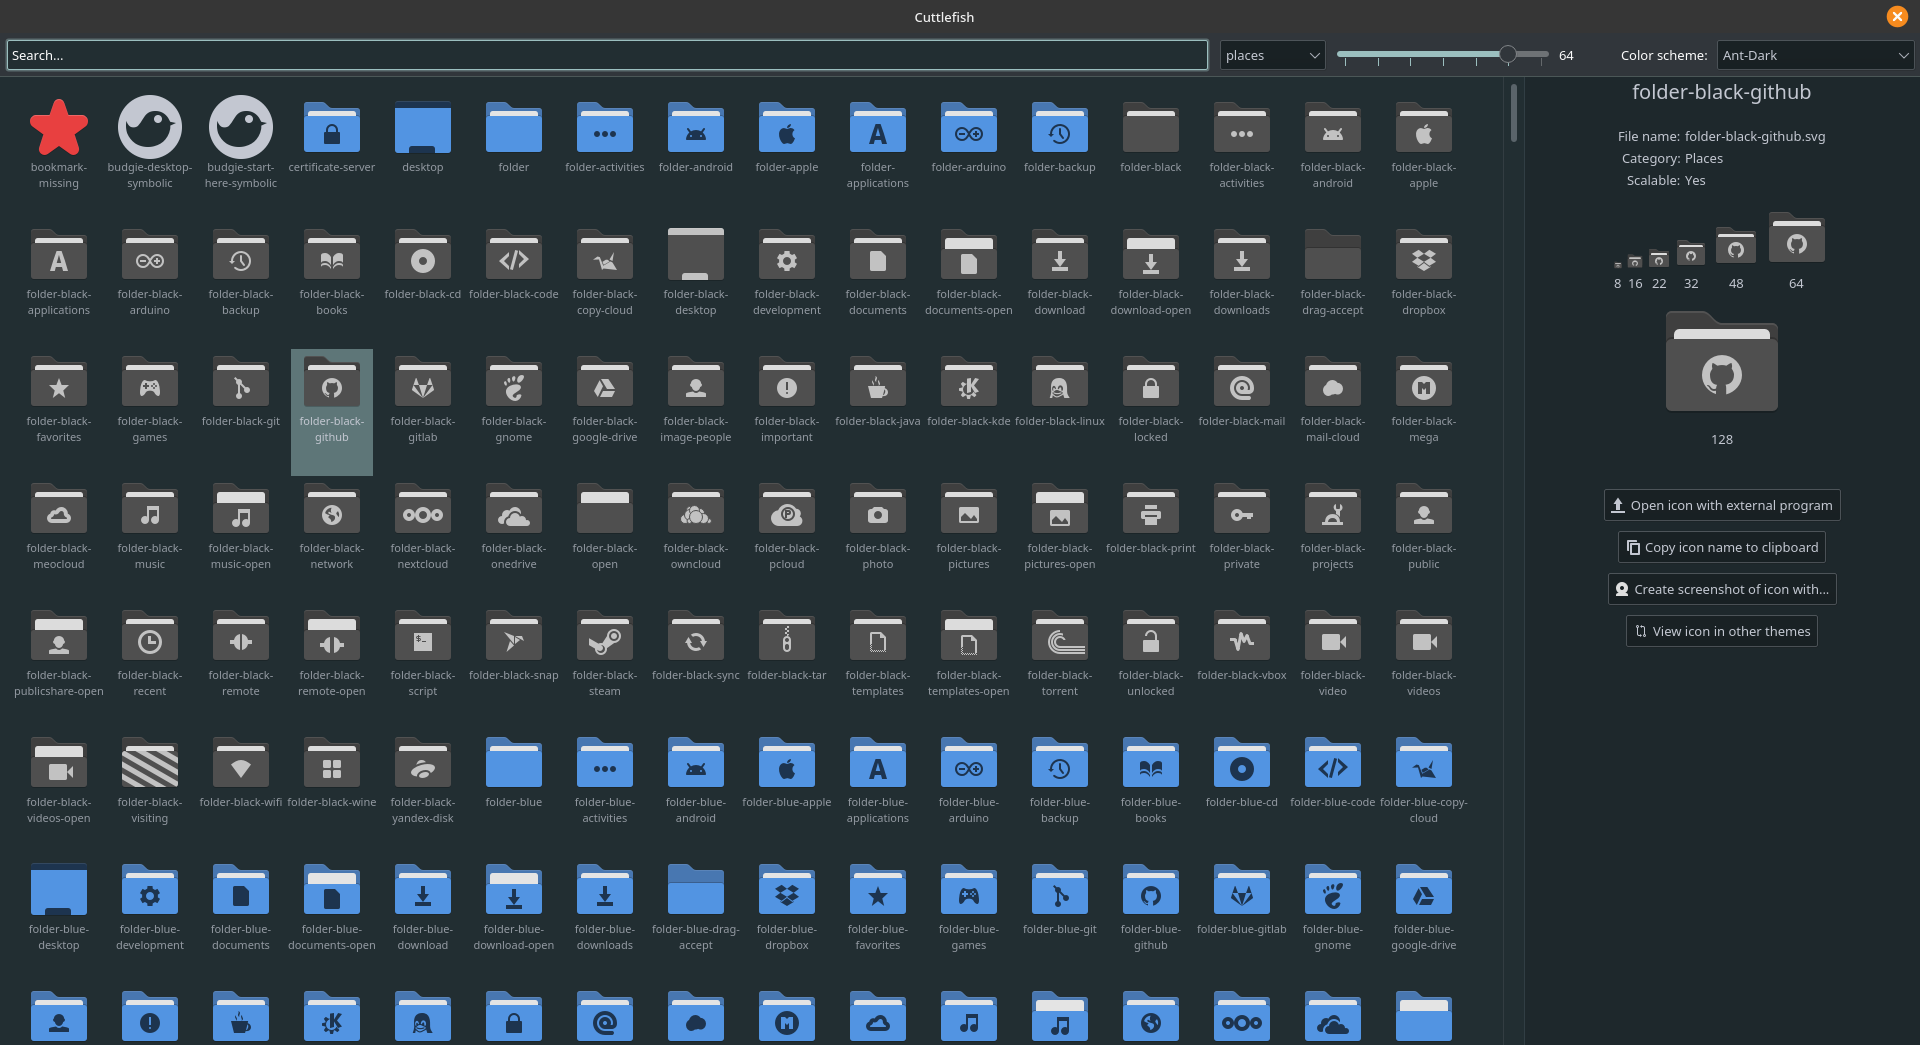 Cuttlefish
Search...
places
64
Color scheme:
Ant-Dark
bookmark-
missing
budgie-desktop-
symbolic
budgie-start-
here-symbolic
certificate-server
desktop
folder
folder-activities
folder-android
folder-apple
folder-
applications
folder-arduino
folder-backup
folder-black
folder-black-
activities
folder-black-
android
folder-black-
apple
folder-black-
applications
folder-black-
arduino
folder-black-
backup
folder-black-
books
folder-black-cd
folder-black-code
folder-black-
copy-cloud
folder-black-
desktop
folder-black-
development
folder-black-
documents
folder-black-
documents-open
folder-black-
download
folder-black-
download-open
folder-black-
downloads
folder-black-
drag-accept
folder-black-
dropbox
folder-black-
favorites
folder-black-
games
folder-black-git
folder-black-
github
folder-black-
gitlab
folder-black-
gnome
folder-black-
google-drive
folder-black-
image-people
folder-black-
important
folder-black-java
folder-black-kde
folder-black-linux
folder-black-
locked
folder-black-mail
folder-black-
mail-cloud
folder-black-
mega
folder-black-
meocloud
folder-black-
music
folder-black-
music-open
folder-black-
network
folder-black-
nextcloud
folder-black-
onedrive
folder-black-
open
folder-black-
owncloud
folder-black-
pcloud
folder-black-
photo
folder-black-
pictures
folder-black-
pictures-open
folder-black-print
folder-black-
private
folder-black-
projects
folder-black-
public
folder-black-
publicshare-open
folder-black-
recent
folder-black-
remote
folder-black-
remote-open
folder-black-
script
folder-black-snap
folder-black-
steam
folder-black-sync
folder-black-tar
folder-black-
templates
folder-black-
templates-open
folder-black-
torrent
folder-black-
unlocked
folder-black-vbox
folder-black-
video
folder-black-
videos
folder-black-
videos-open
folder-black-
visiting
folder-black-wifi
folder-black-wine
folder-black-
yandex-disk
folder-blue
folder-blue-
activities
folder-blue-
android
folder-blue-apple
folder-blue-
applications
folder-blue-
arduino
folder-blue-
backup
folder-blue-
books
folder-blue-cd
folder-blue-code
folder-blue-copy-
cloud
folder-blue-
desktop
folder-blue-
development
folder-blue-
documents
folder-blue-
documents-open
folder-blue-
download
folder-blue-
download-open
folder-blue-
downloads
folder-blue-drag-
accept
folder-blue-
dropbox
folder-blue-
favorites
folder-blue-
games
folder-blue-git
folder-blue-
github
folder-blue-gitlab
folder-blue-
gnome
folder-blue-
google-drive
folder-black-github
File name: folder-black-github.svg
Category: Places
Scalable: Yes
8 16 22 32 48 64
128
Open icon with external program
Copy icon name to clipboard
Create screenshot of icon with...
View icon in other themes